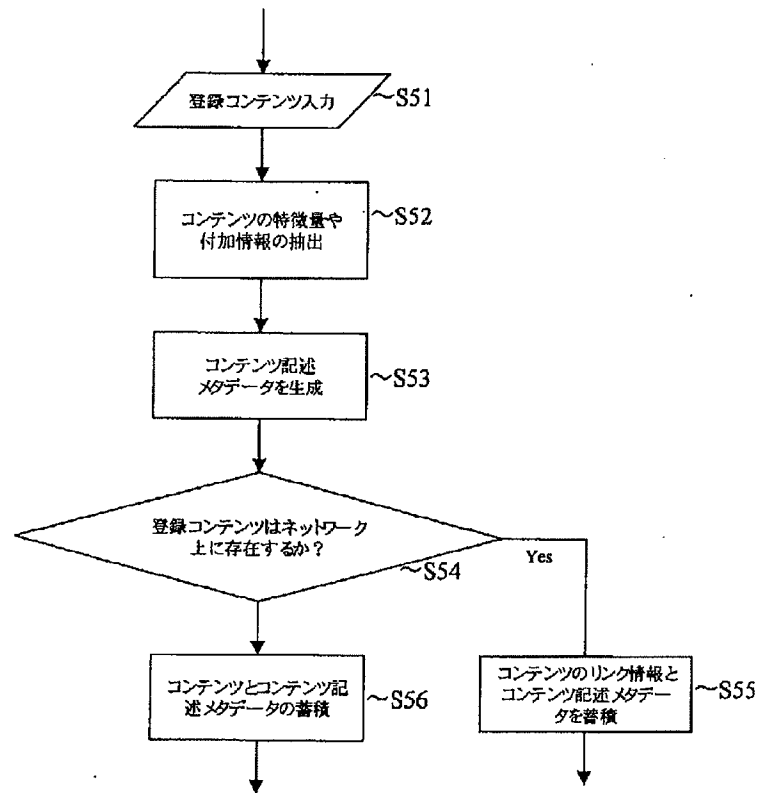 登録コンテンツ入力
～S51
コンテンツの特徴量や
付加情報の抽出
～S52
コンテンツ記述
メタデータを生成
～S53
登録コンテンツはネットワーク
上に存在するか？
～S54
Yes
コンテンツとコンテンツ記
述メタデータの蓄積
～S56
コンテンツのリンク情報と
コンテンツ記述メタデー
タを蓄積
～S55